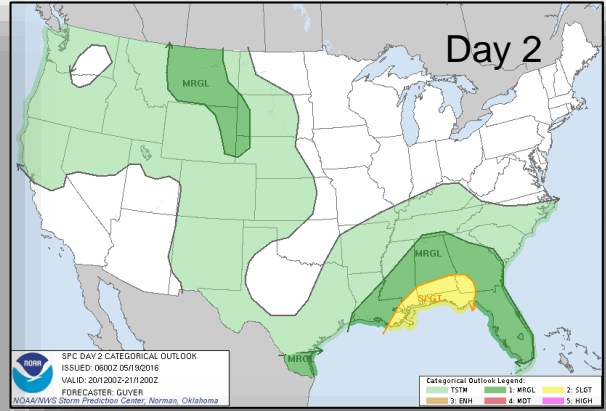 Day 2
MRGL
MRGL
SLGT
MRG
NOAA
SPC DAY 2 CATEGORICAL OUTLOOK
ISSUED: 0600Z 05/19/2016
VALID: 20/1200Z-21/1200Z
FORECASTER: GUYER
NOAA/NWS Storm Prediction Center, Norman, Oklahoma
Categorical Outlook Legend:
TSTM 1: MRGL 2: SLGT
3: ENH 4: MDT 5: HIGH